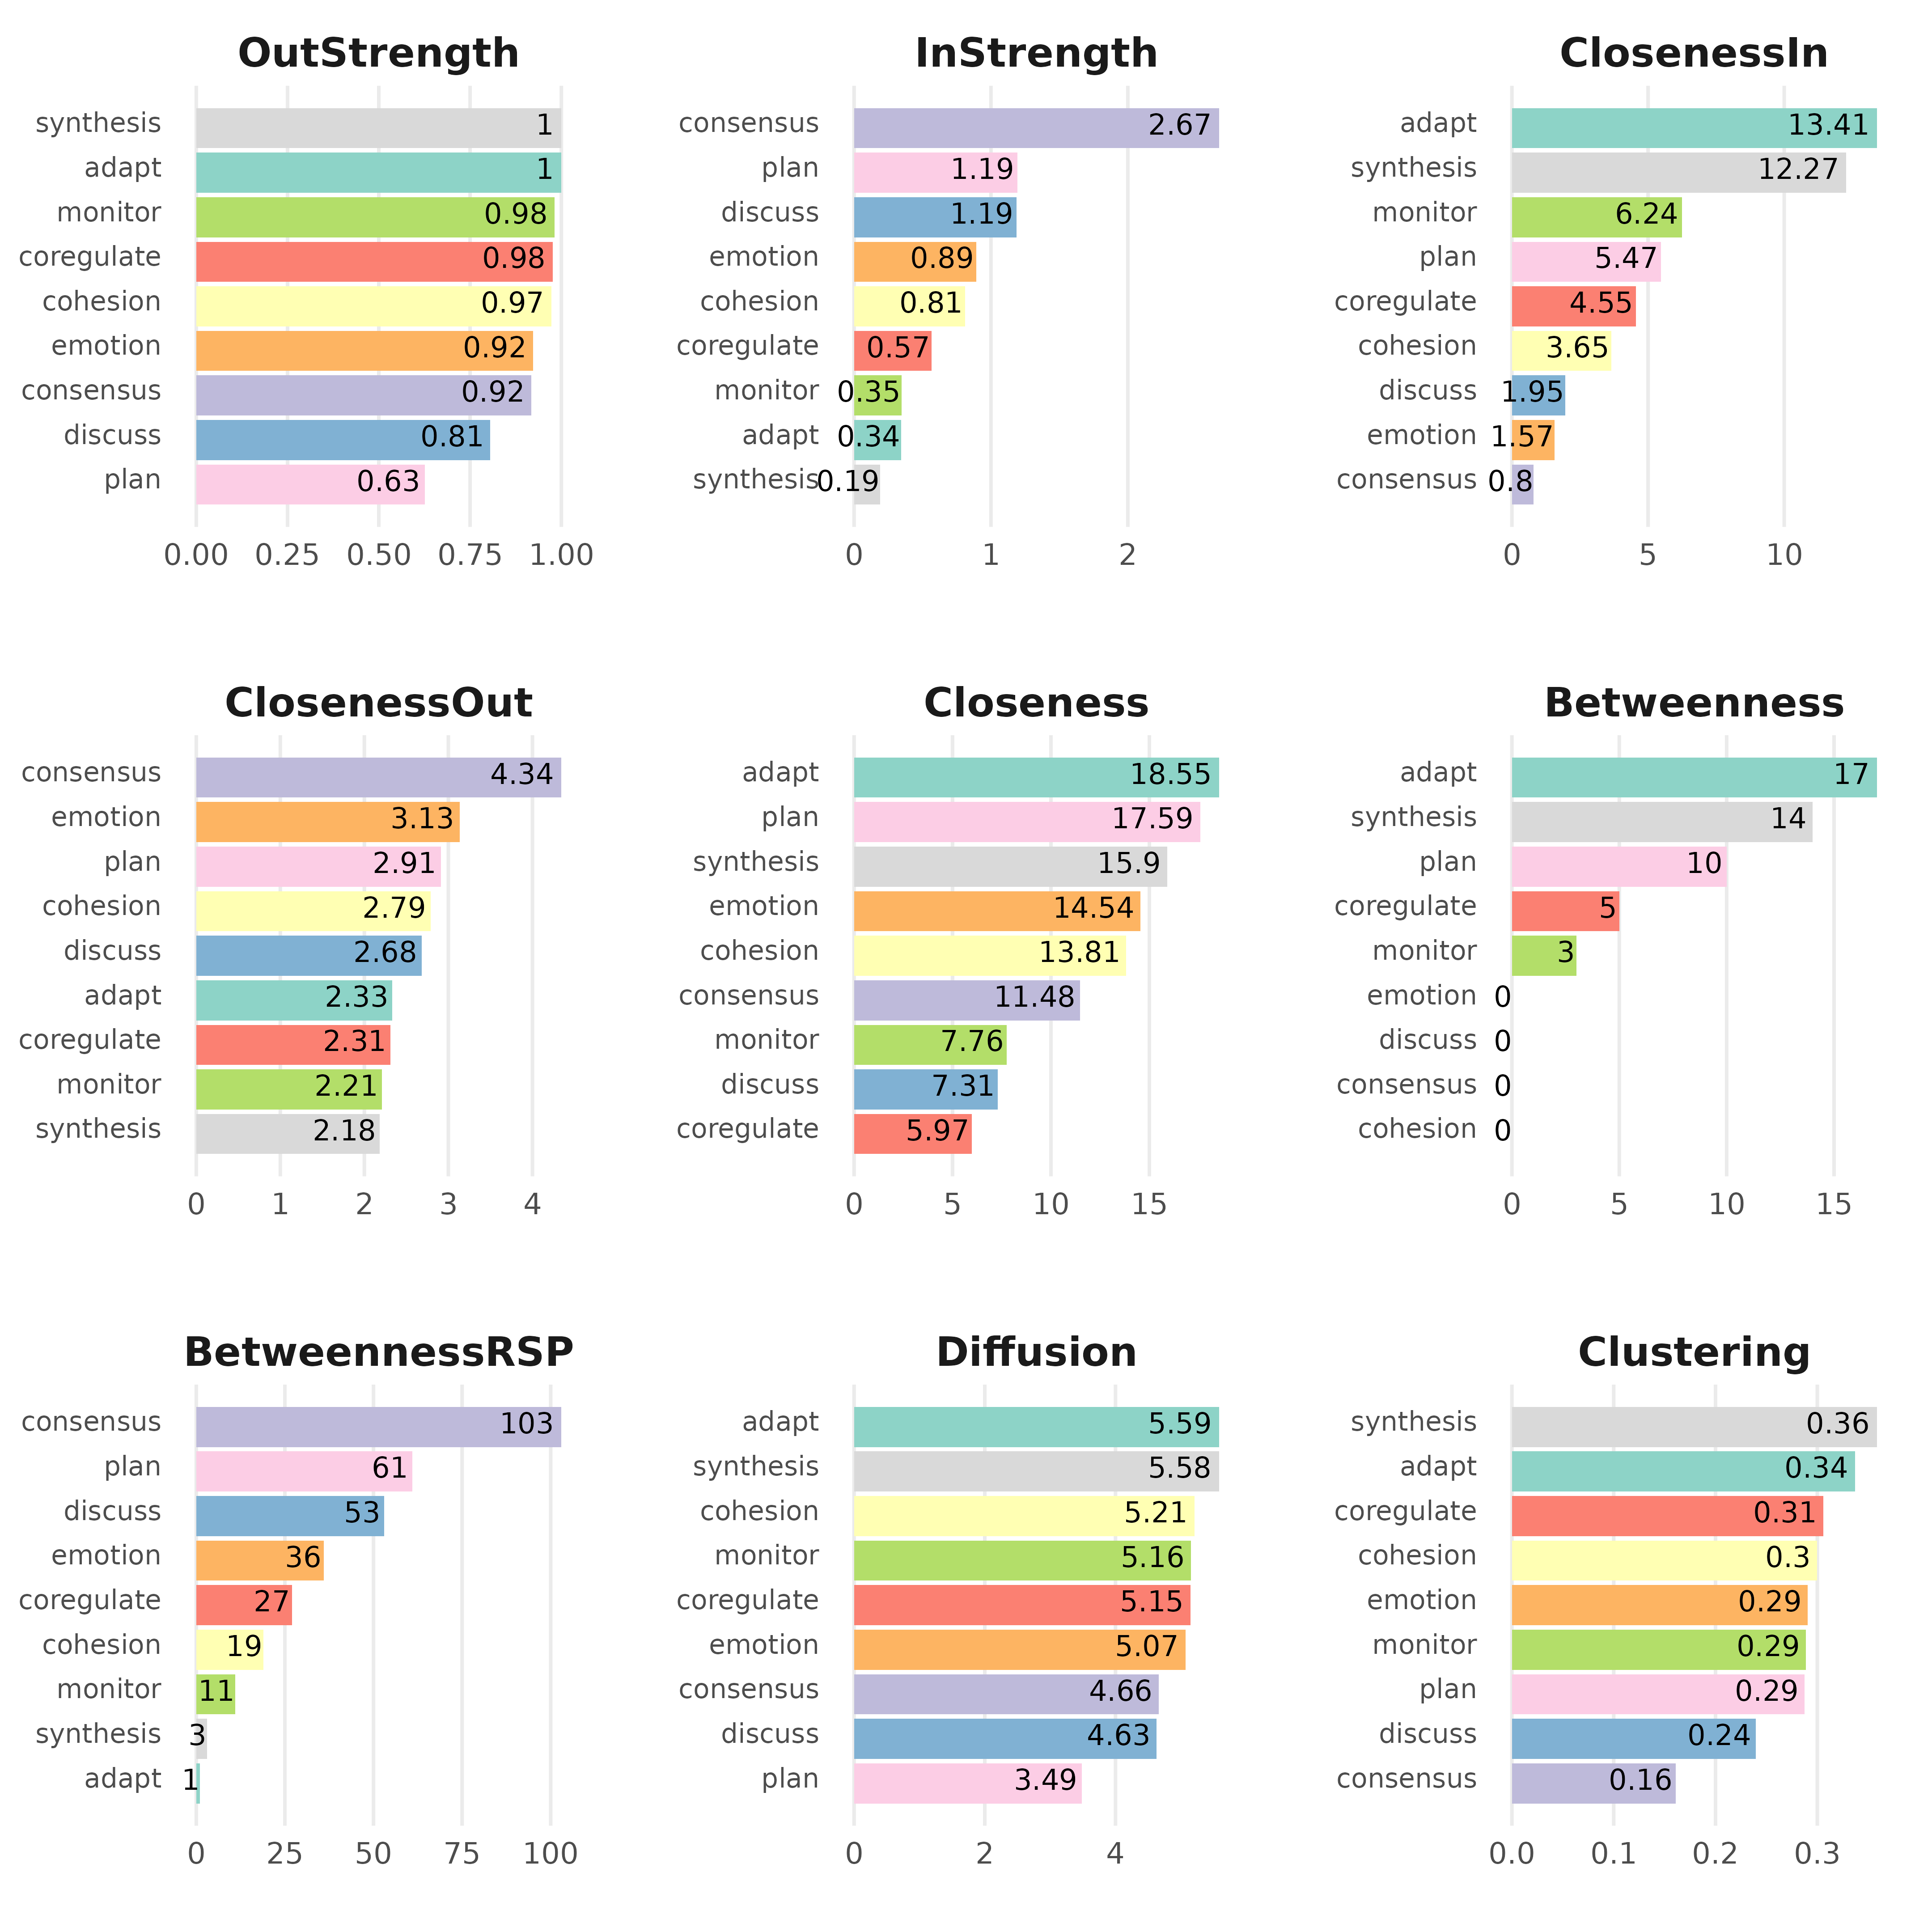 OutStrength
synthesis 1
adapt 1
monitor 0.98
coregulate 0.98
cohesion 0.97
emotion 0.92
consensus 0.92
discuss 0.81
plan 0.63
0.00 0.25 0.50 0.75 1.00
InStrength
consensus 2.67
plan 1.19
discuss 1.19
emotion 0.89
cohesion 0.81
coregulate 0.57
monitor 0.35
adapt 0.34
synthesis 0.19
0 1 2
ClosenessIn
adapt 13.41
synthesis 12.27
monitor 6.24
plan 5.47
coregulate 4.55
cohesion 3.65
discuss 1.95
emotion 1.57
consensus 0.8
0 5 10
ClosenessOut
consensus 4.34
emotion 3.13
plan 2.91
cohesion 2.79
discuss 2.68
adapt 2.33
coregulate 2.31
monitor 2.21
synthesis 2.18
0 1 2 3 4
Closeness
adapt 18.55
plan 17.59
synthesis 15.9
emotion 14.54
cohesion 13.81
consensus 11.48
monitor 7.76
discuss 7.31
coregulate 5.97
0 5 10 15
Betweenness
adapt 17
synthesis 14
plan 10
coregulate 5
monitor 3
emotion 0
discuss 0
consensus 0
cohesion 0
0 5 10 15
BetweennessRSP
consensus 103
plan 61
discuss 53
emotion 36
coregulate 27
cohesion 19
monitor 11
synthesis 3
adapt 1
0 25 50 75 100
Diffusion
adapt 5.59
synthesis 5.58
cohesion 5.21
monitor 5.16
coregulate 5.15
emotion 5.07
consensus 4.66
discuss 4.63
plan 3.49
0 2 4
Clustering
synthesis 0.36
adapt 0.34
coregulate 0.31
cohesion 0.3
emotion 0.29
monitor 0.29
plan 0.29
discuss 0.24
consensus 0.16
0.0 0.1 0.2 0.3